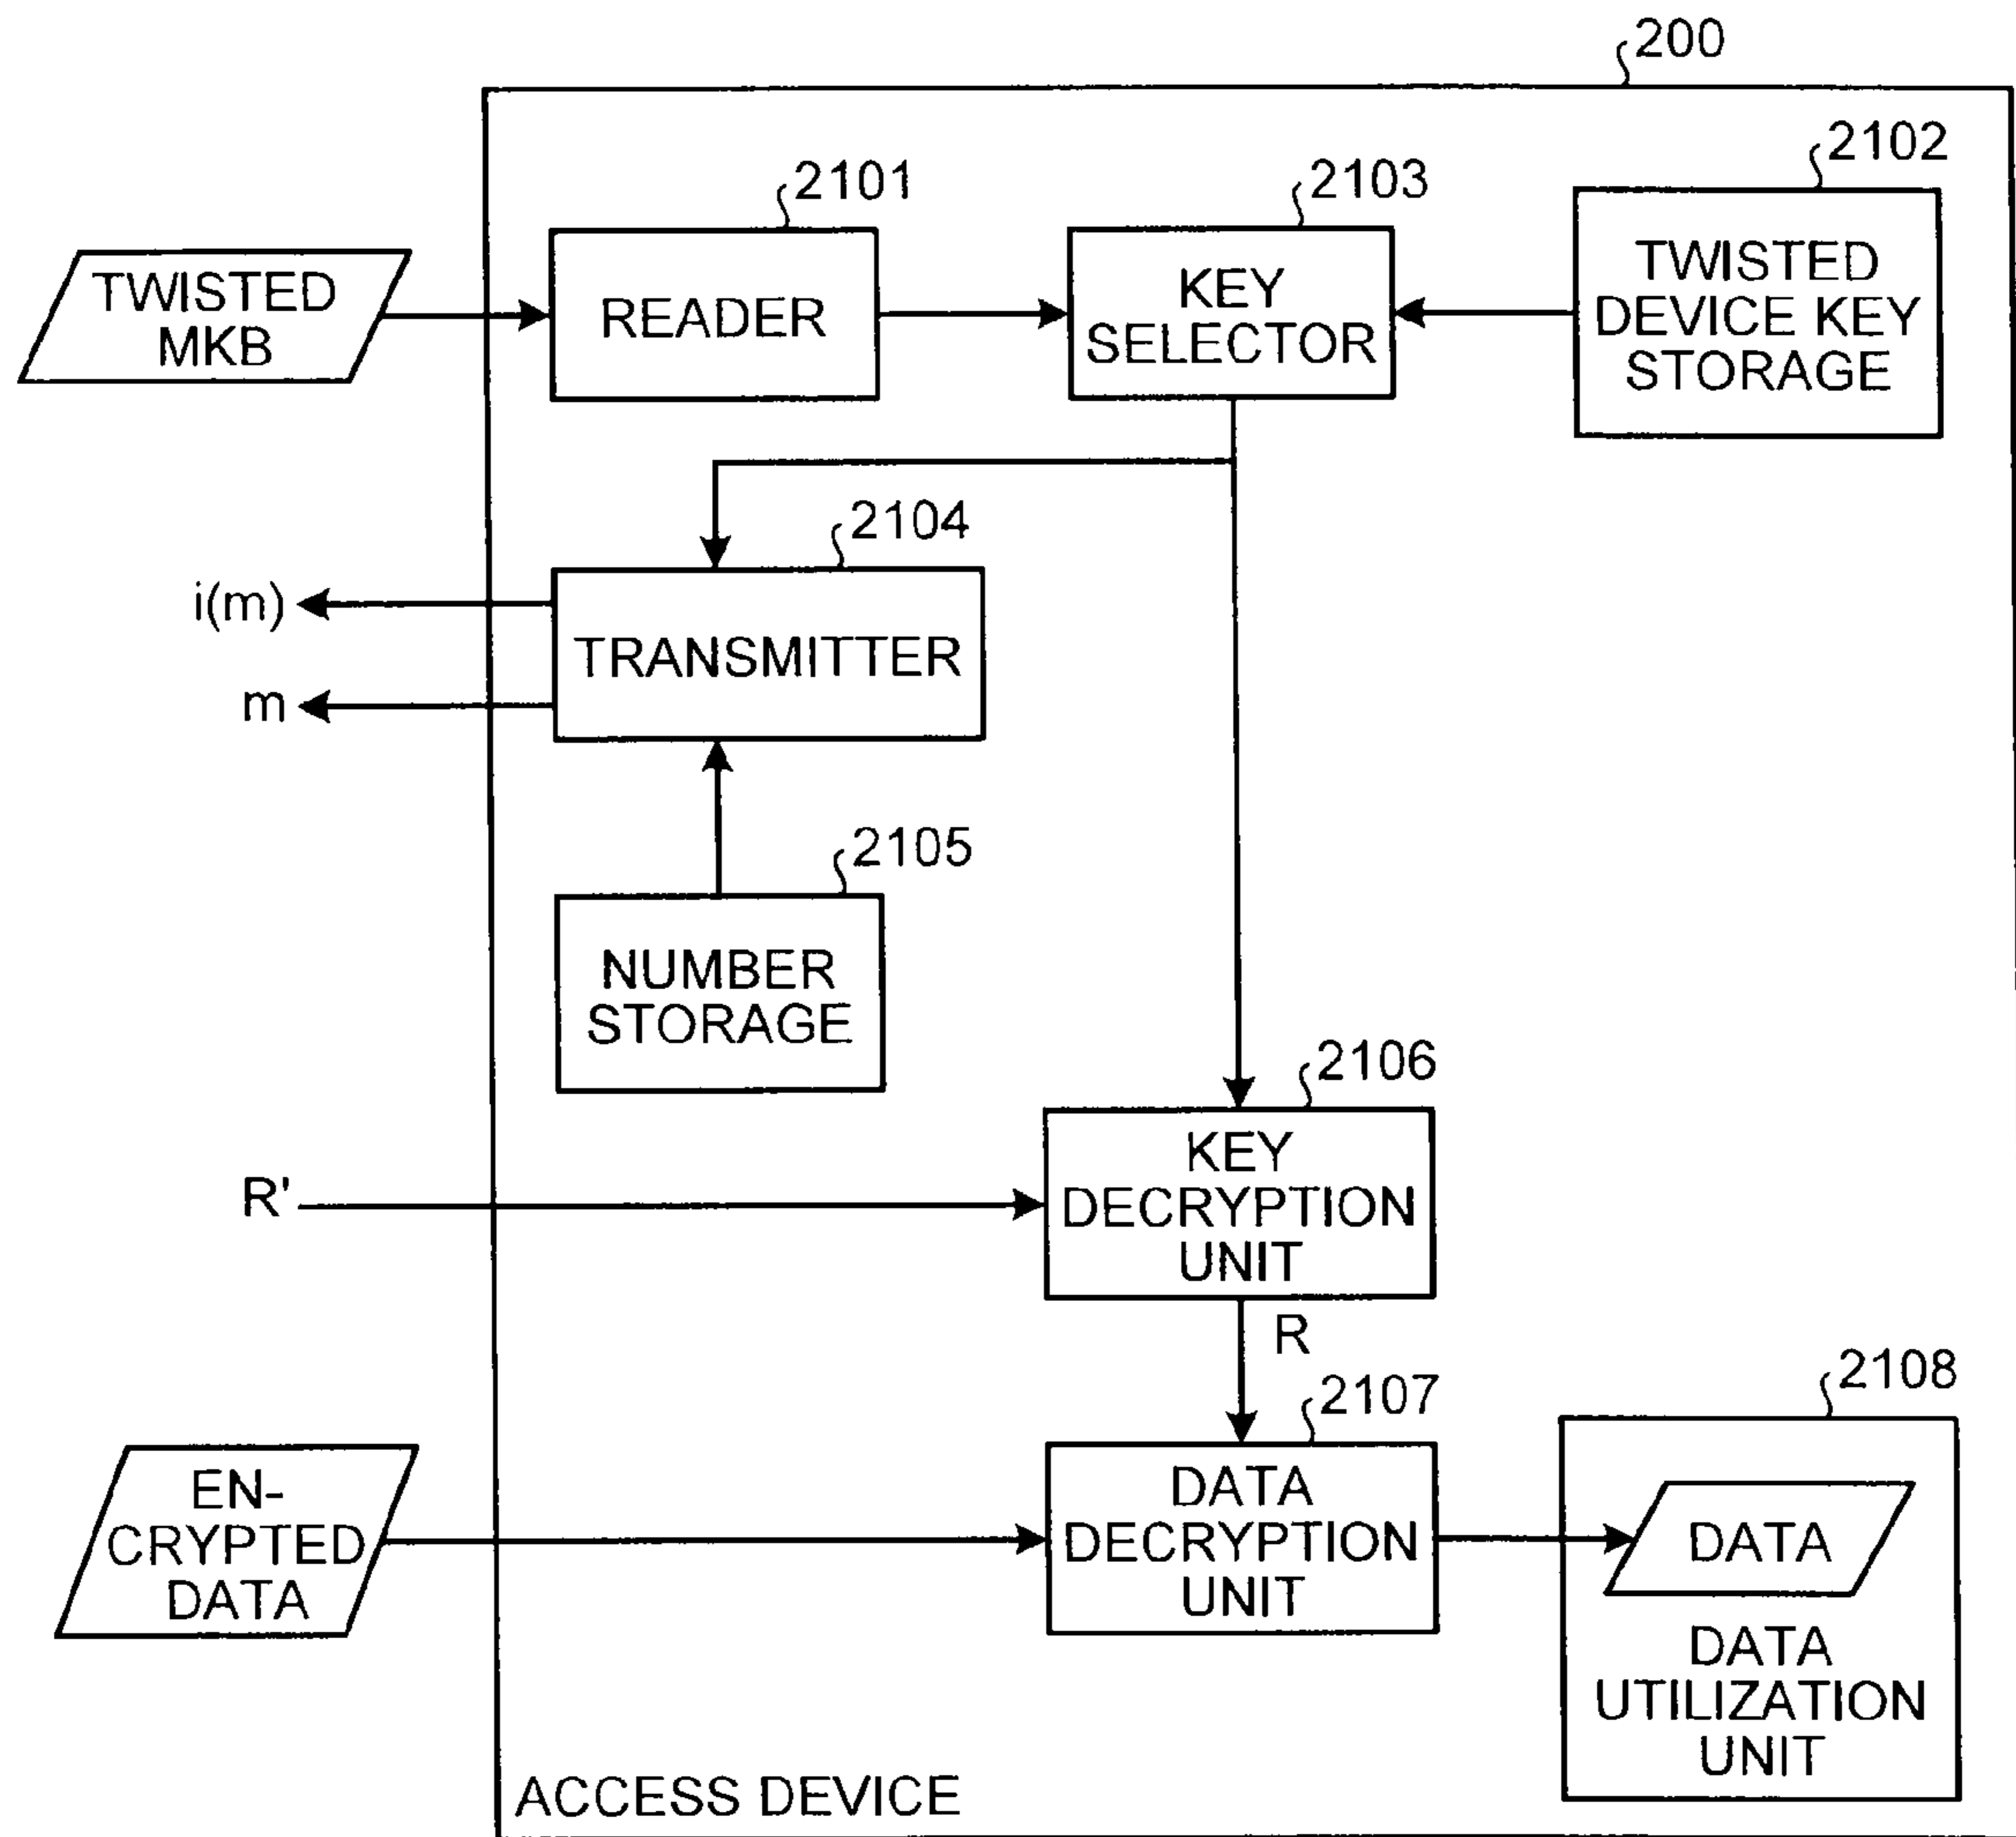 200
2102
2101
2103
TWISTED
MKB
READER
KEY
SELECTOR
TWISTED
DEVICE KEY
STORAGE
2104
i(m)
TRANSMITTER
m
2105
NUMBER
STORAGE
2106
R'
KEY
DECRYPTION
UNIT
R
2107
2108
EN-
CRYPTED
DATA
DATA
DECRYPTION
UNIT
DATA
DATA
UTILIZATION
UNIT
ACCESS DEVICE